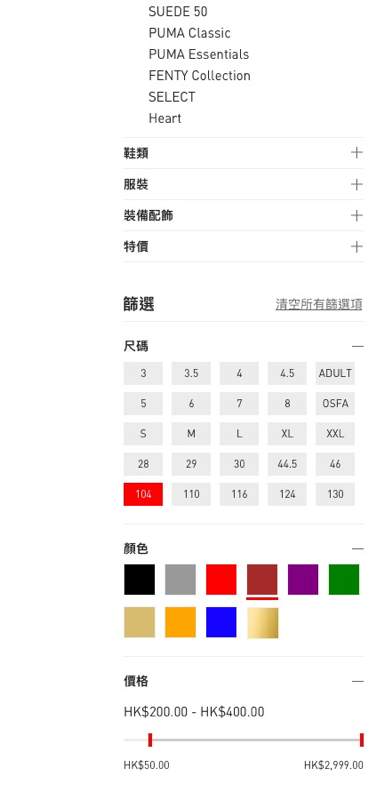 SUEDE 50
PUMA Classic
PUMA Essentials
FENTY Collection
SELECT
Heart
鞋類
服裝
裝備配飾
特價
篩選 清空所有篩選項
尺碼
3 3.5 4 4.5 ADULT
5 6 7 8 OSFA
S M L XL XXL
28 29 30 44.5 46
104 110 116 124 130
顏色
價格
HK$200.00 - HK$400.00
HK$50.00 HK$2,999.00